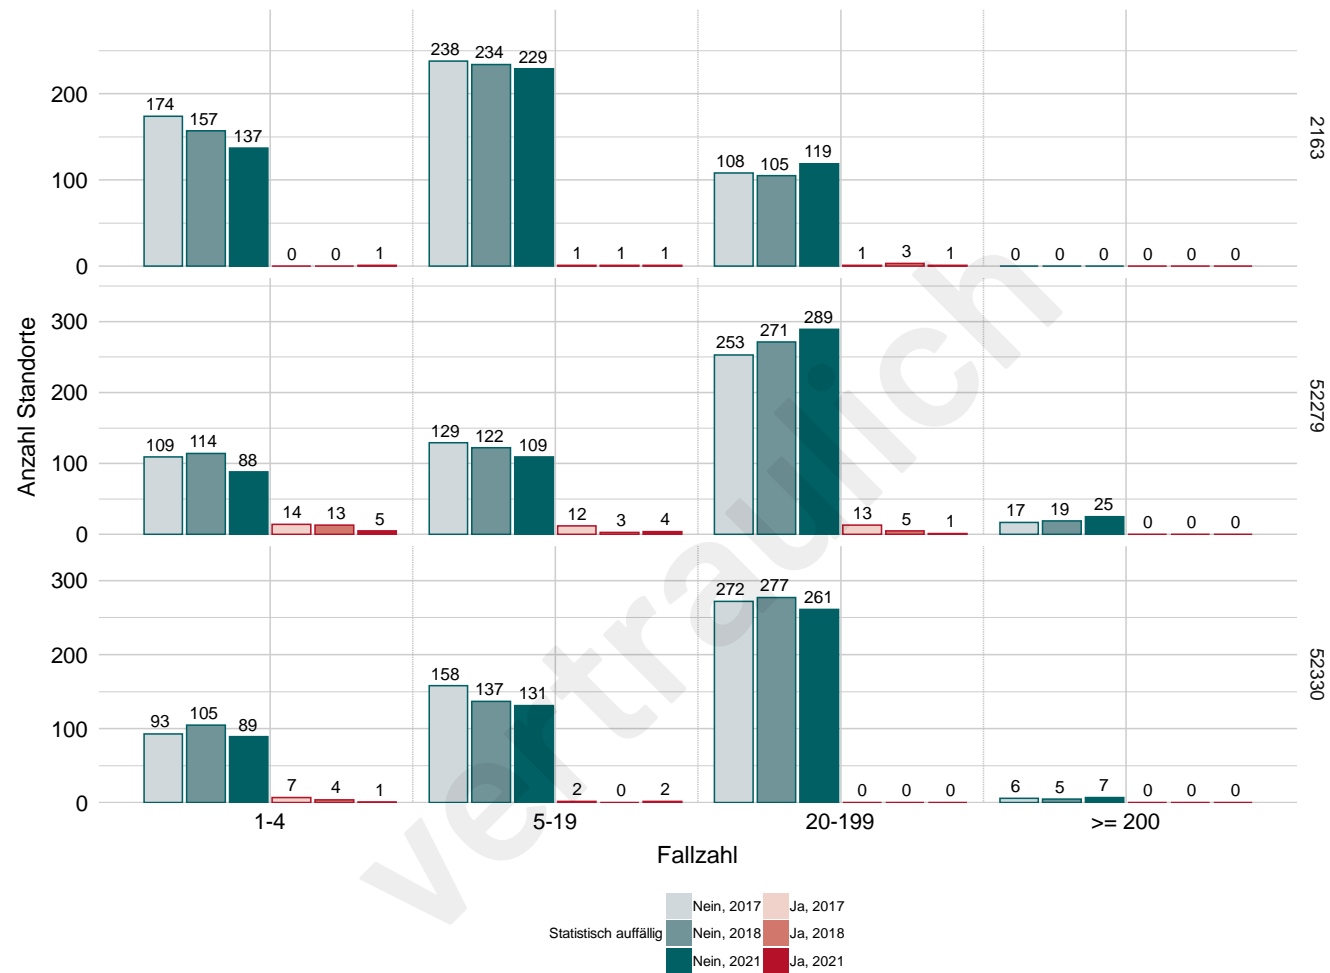 238 234 229
200
174
157
137
108 105 119
2163
100
0 0 1
1 1 1
1 3 1
0 0 0 0 0 0
0
Anzahl Standorte
300
253 271 289
52279
200
109 114 88
129 122 109
100
14 13 5
12 3 4
13 5 1
17 19 25 0 0 0
0
300
272 277 261
52330
200
158 137 131
93 105 89
100
7 4 1
2 0 2
0 0 0
6 5 7 0 0 0
0
1-4 5-19 20-199 >= 200
Fallzahl
Statistisch auffällig
Nein, 2017 Ja, 2017
Nein, 2018 Ja, 2018
Nein, 2021 Ja, 2021
vertraulich